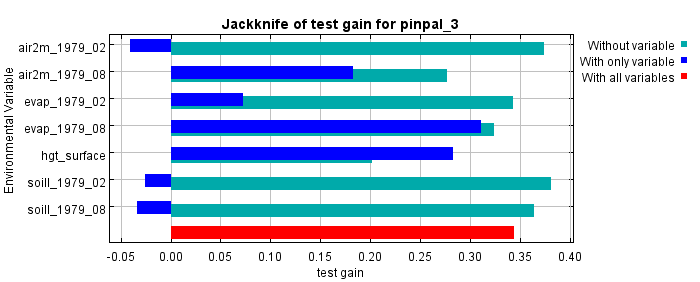 Jackknife of test gain for pinpal_3
Environmental Variable
air2m_1979_02
air2m_1979_08
evap_1979_02
evap_1979_08
hgt_surface
soill_1979_02
soill_1979_08
-0.05 0.00 0.05 0.10 0.15 0.20 0.25 0.30 0.35 0.40
test gain
Without variable
With only variable
With all variables